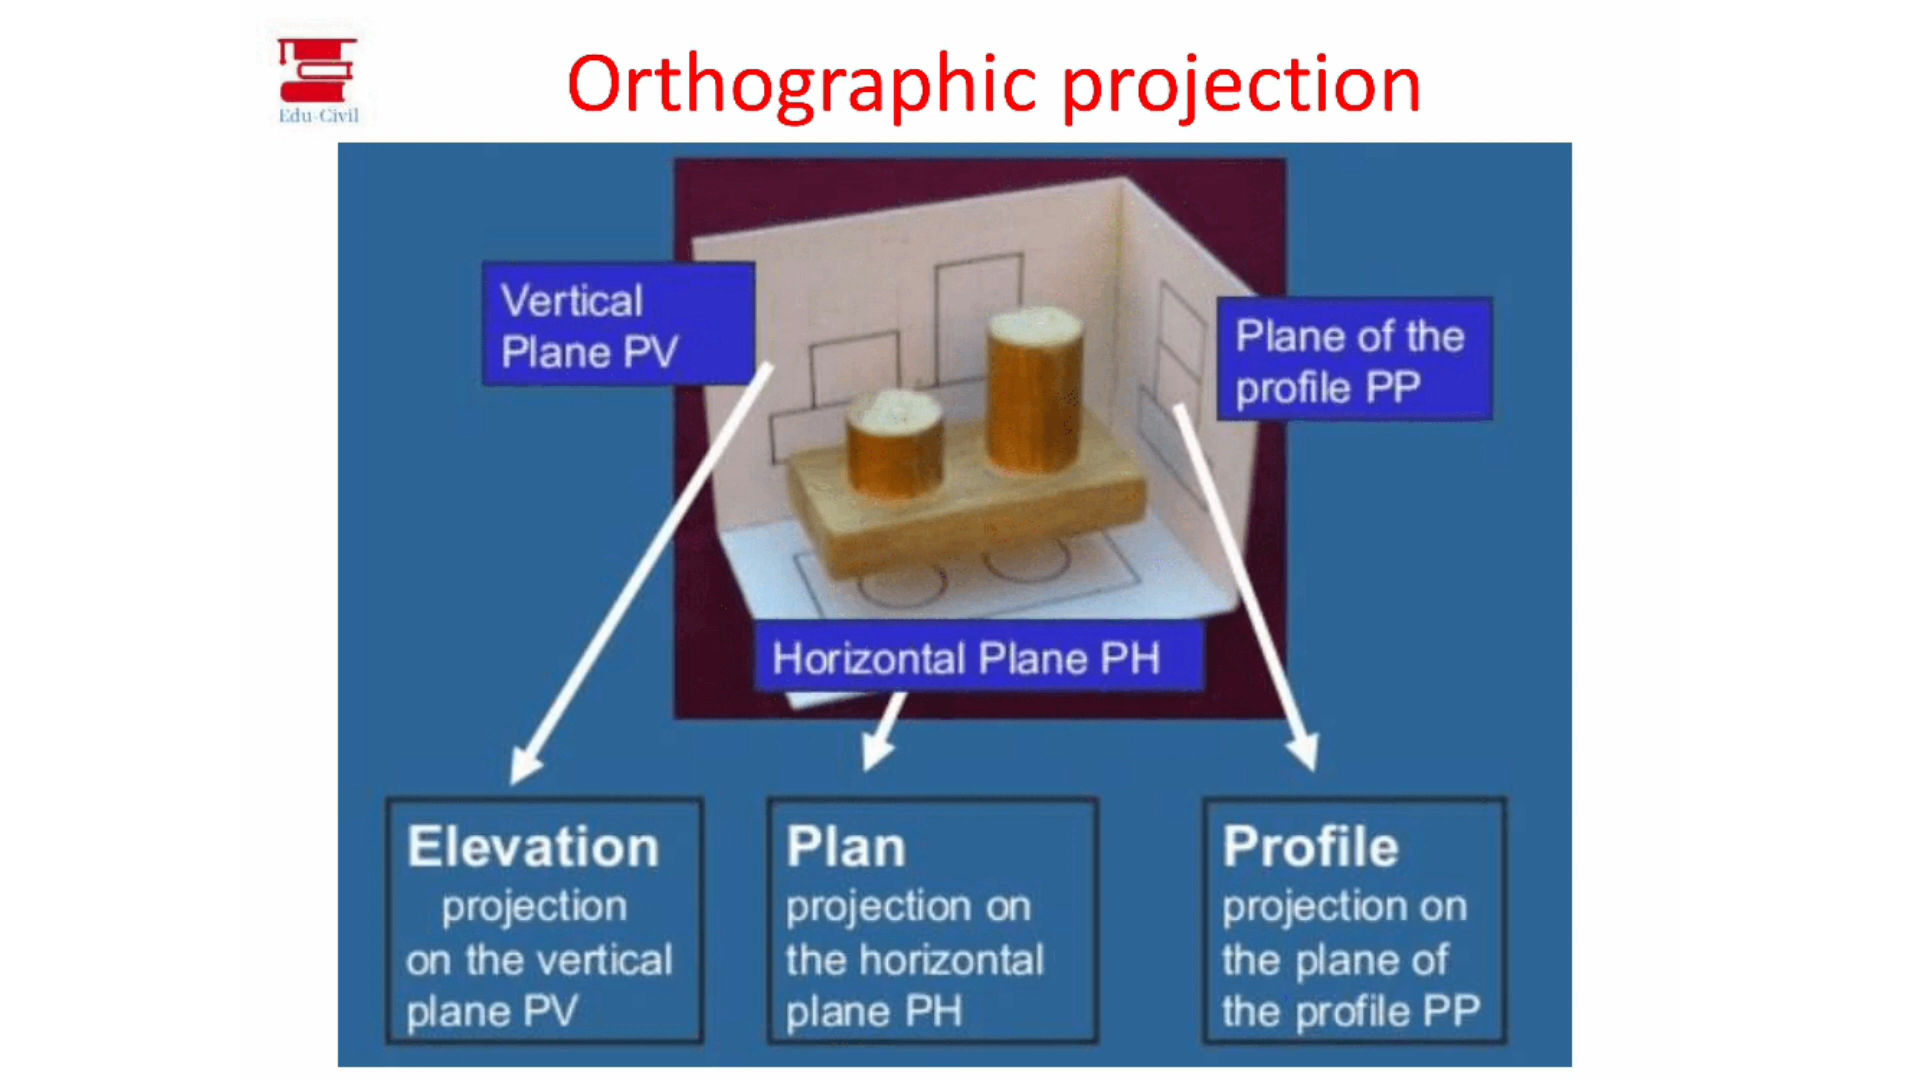 Edu-Civil
Orthographic projection
Vertical
Plane PV
Plane of the
profile PP
Horizontal Plane PH
Elevation
projection
on the vertical
plane PV
Plan
projection on
the horizontal
plane PH
Profile
projection on
the plane of
the profile PP